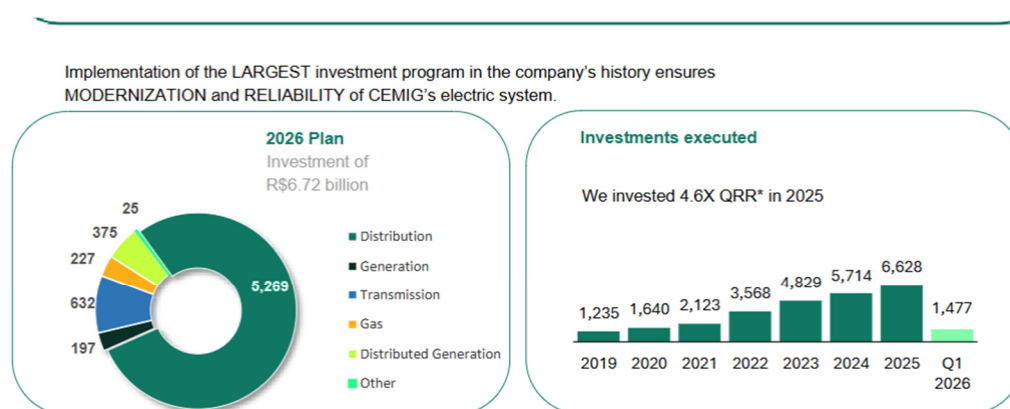 Implementation of the LARGEST investment program in the company's history ensures
MODERNIZATION and RELIABILITY of CEMIG's electric system.
2026 Plan
Investment of
R$6.72 billion
25
375
227
632
197
5,269
Distribution
Generation
Transmission
Gas
Distributed Generation
Other
Investments executed
We invested 4.6X QRR* in 2025
1,235 1,640 2,123 3,568 4,829 5,714 6,628 1,477
2019 2020 2021 2022 2023 2024 2025 Q1
2026